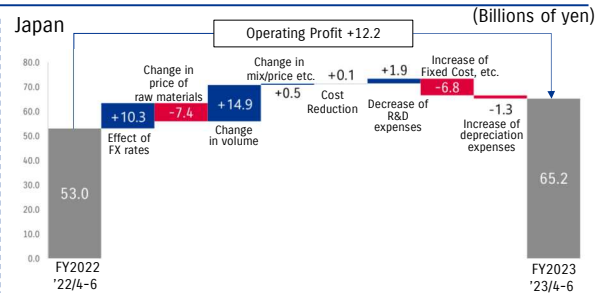 Japan
(Billions of yen)
Operating Profit +12.2
80.0
70.0
60.0
50.0
40.0
30.0
20.0
10.0
0.0
53.0
FY2022
'22/4-6
+10.3
Effect of
FX rates
Change in
price of
raw materials
-7.4
+14.9
Change
in volume
Change in
mix/price etc.
+0.5
+0.1
Cost
Reduction
+1.9
Decrease of
R&D
expenses
Increase of
Fixed Cost, etc.
-6.8
-1.3
Increase of
depreciation
expenses
65.2
FY2023
'23/4-6